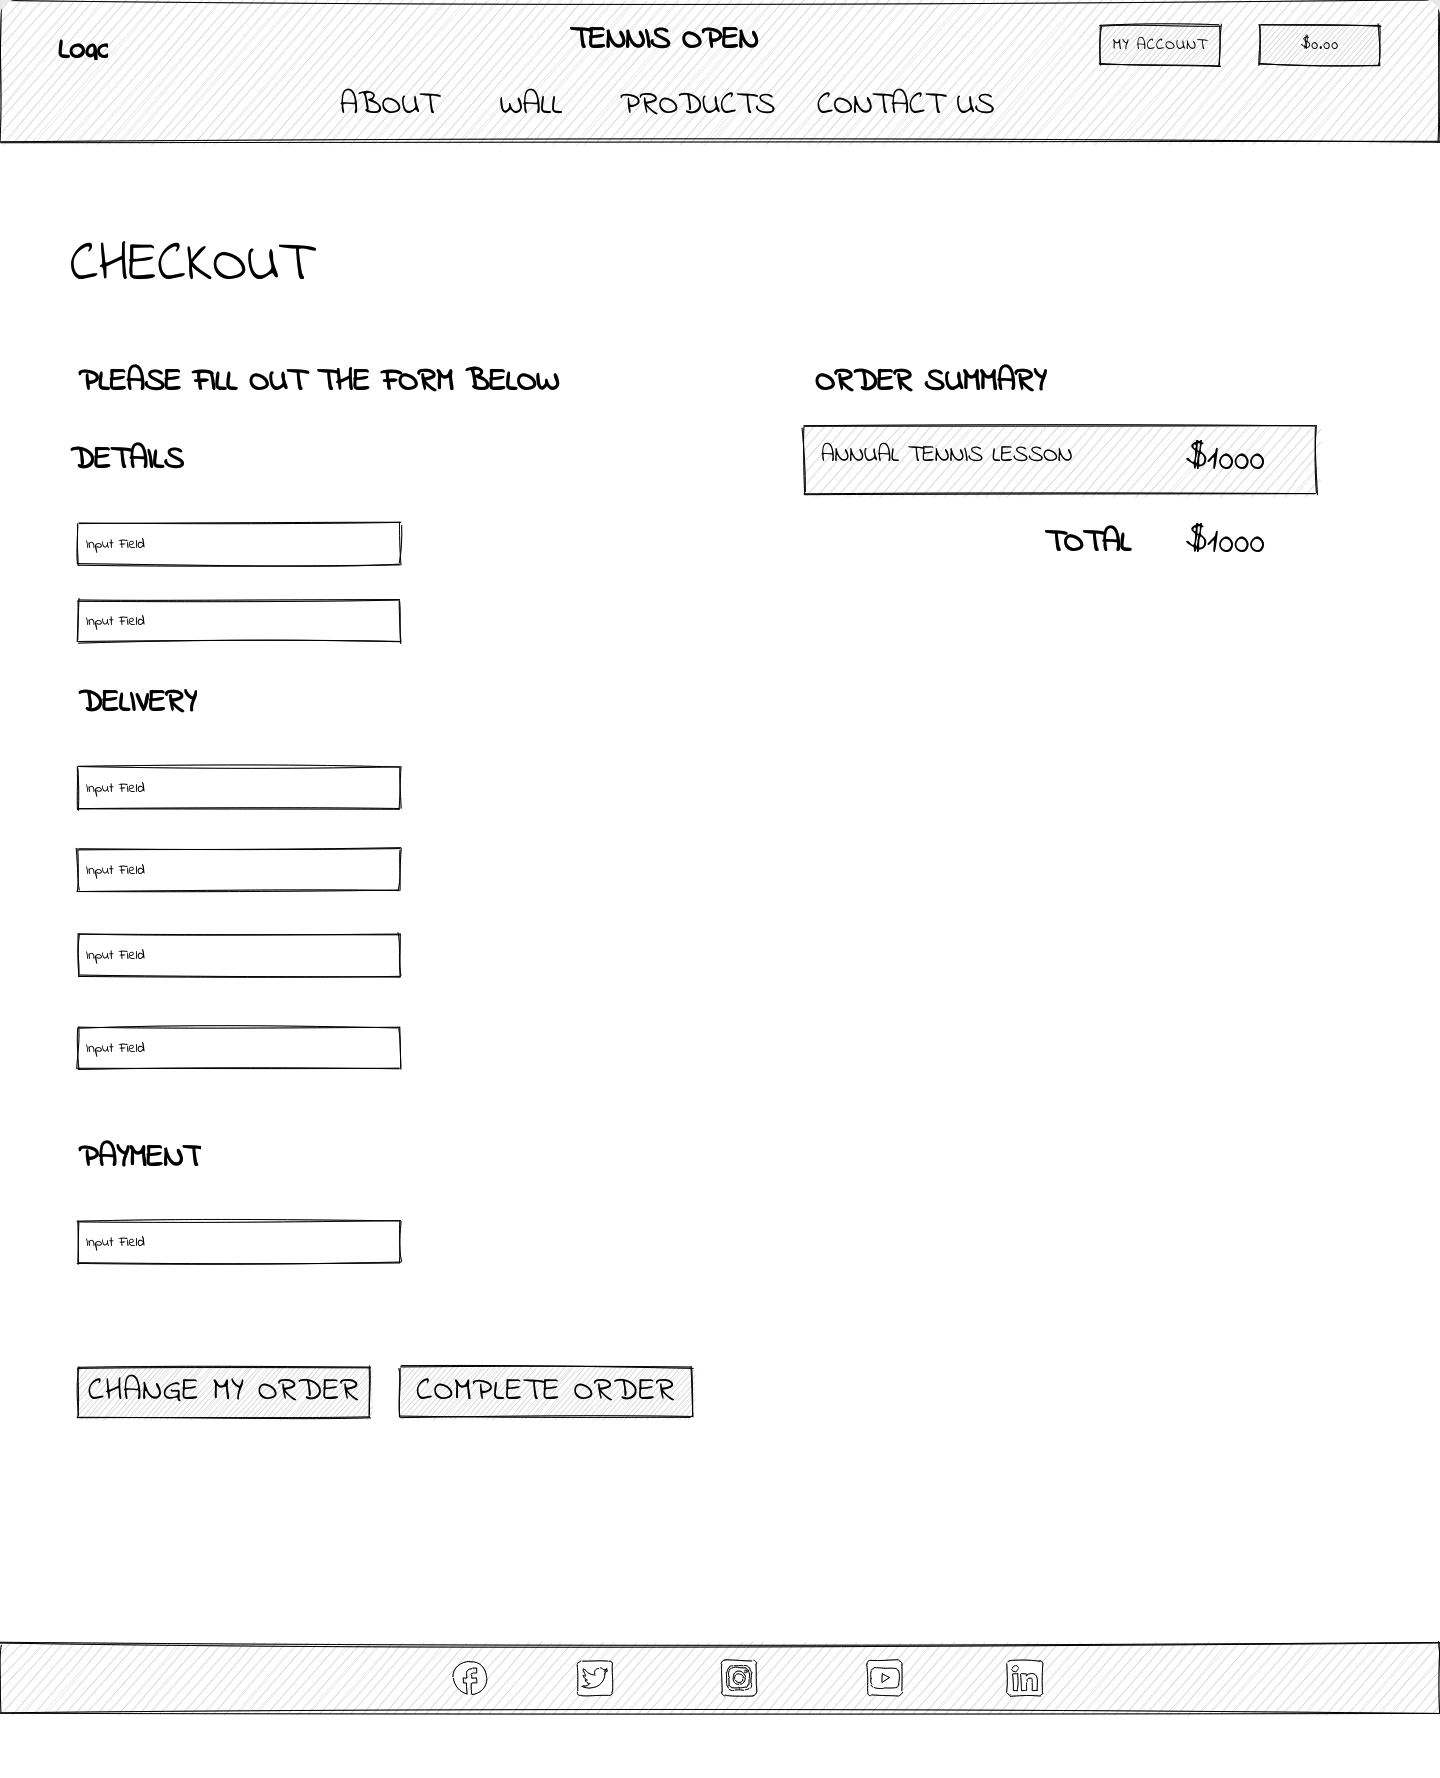 Logo
TENNIS OPEN
MY ACCOUNT
$0.00
ABOUT WALL PRODUCTS CONTACT US
CHECKOUT
PLEASE FILL OUT THE FORM BELOW
DETAILS
Input Field
Input Field
DELIVERY
Input Field
Input Field
Input Field
Input Field
PAYMENT
Input Field
CHANGE MY ORDER
COMPLETE ORDER
ORDER SUMMARY
ANNUAL TENNIS LESSON $1000
TOTAL $1000
in